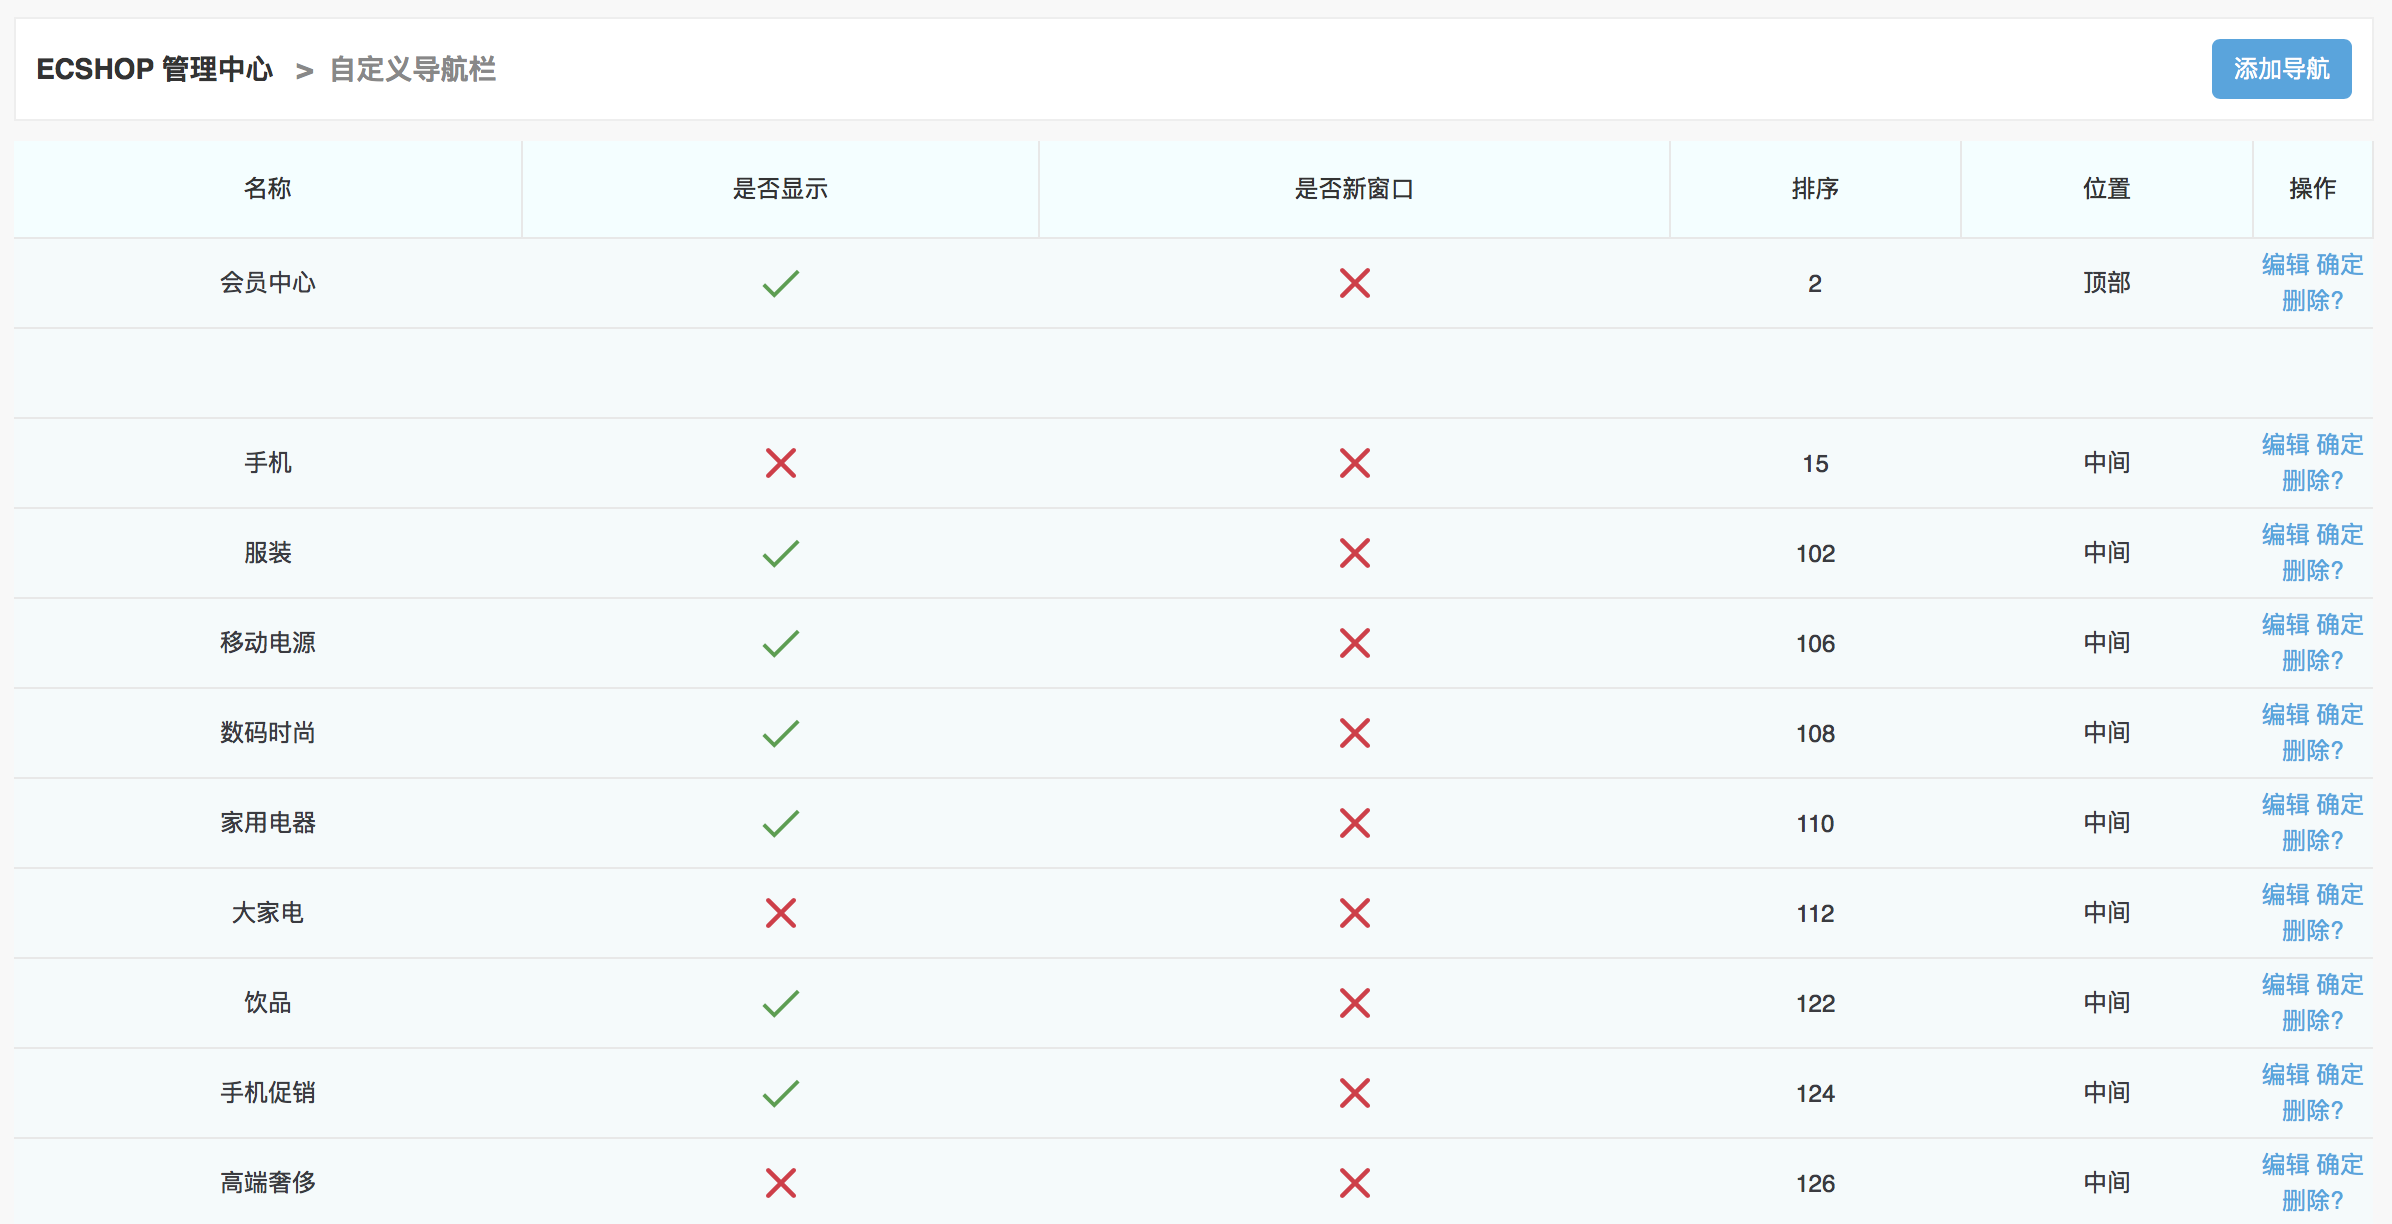 ECSHOP 管理中心 > 自定义导航栏 添加导航
名称 是否显示 是否新窗口 排序 位置 操作
会员中心 2 顶部 编辑 确定
删除?
手机 15 中间 编辑 确定
删除?
服装 102 中间 编辑 确定
删除?
移动电源 106 中间 编辑 确定
删除?
数码时尚 108 中间 编辑 确定
删除?
家用电器 110 中间 编辑 确定
删除?
大家电 112 中间 编辑 确定
删除?
饮品 122 中间 编辑 确定
删除?
手机促销 124 中间 编辑 确定
删除?
高端奢侈 126 中间 编辑 确定
删除?